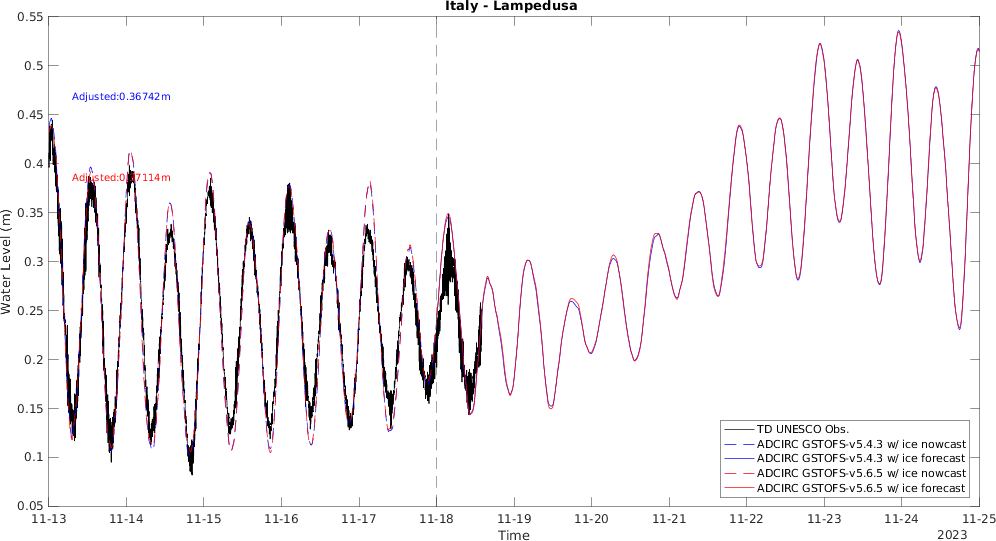 Italy - Lampedusa
0.55
0.5
0.45
0.4
0.35
0.3
0.25
0.2
0.15
0.1
0.05
Water Level (m)
Adjusted:0.36742m
TD UNESCO Obs.
ADCIRC GSTOFS-v5.4.3 w/ ice nowcast
ADCIRC GSTOFS-v5.4.3 w/ ice forecast
ADCIRC GSTOFS-v5.6.5 w/ ice nowcast
ADCIRC GSTOFS-v5.6.5 w/ ice forecast
11-13 11-14 11-15 11-16 11-17 11-18 11-19 11-20 11-21 11-22 11-23 11-24 11-25
Time
2023